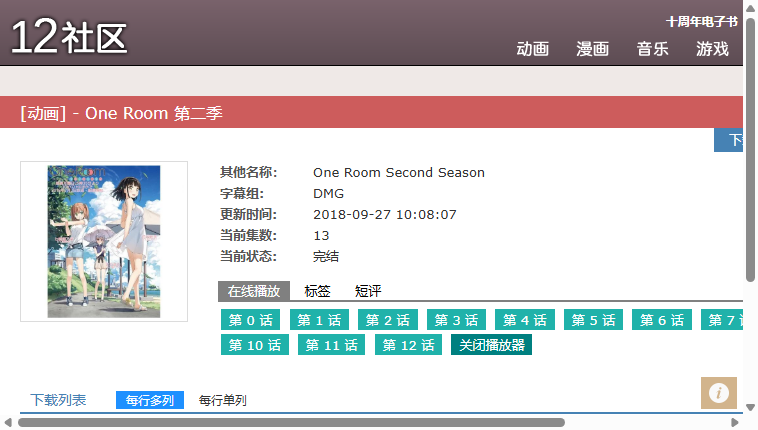 12社区
十周年电子书
动画 漫画 音乐 游戏
[动画] - One Room 第二季
下载
其他名称: One Room Second Season
字幕组: DMG
更新时间: 2018-09-27 10:08:07
当前集数: 13
当前状态: 完结
在线播放 标签 短评
第 0 话 第 1 话 第 2 话 第 3 话 第 4 话 第 5 话 第 6 话 第 7
第 10 话 第 11 话 第 12 话 关闭播放器
下载列表 每行多列 每行单列